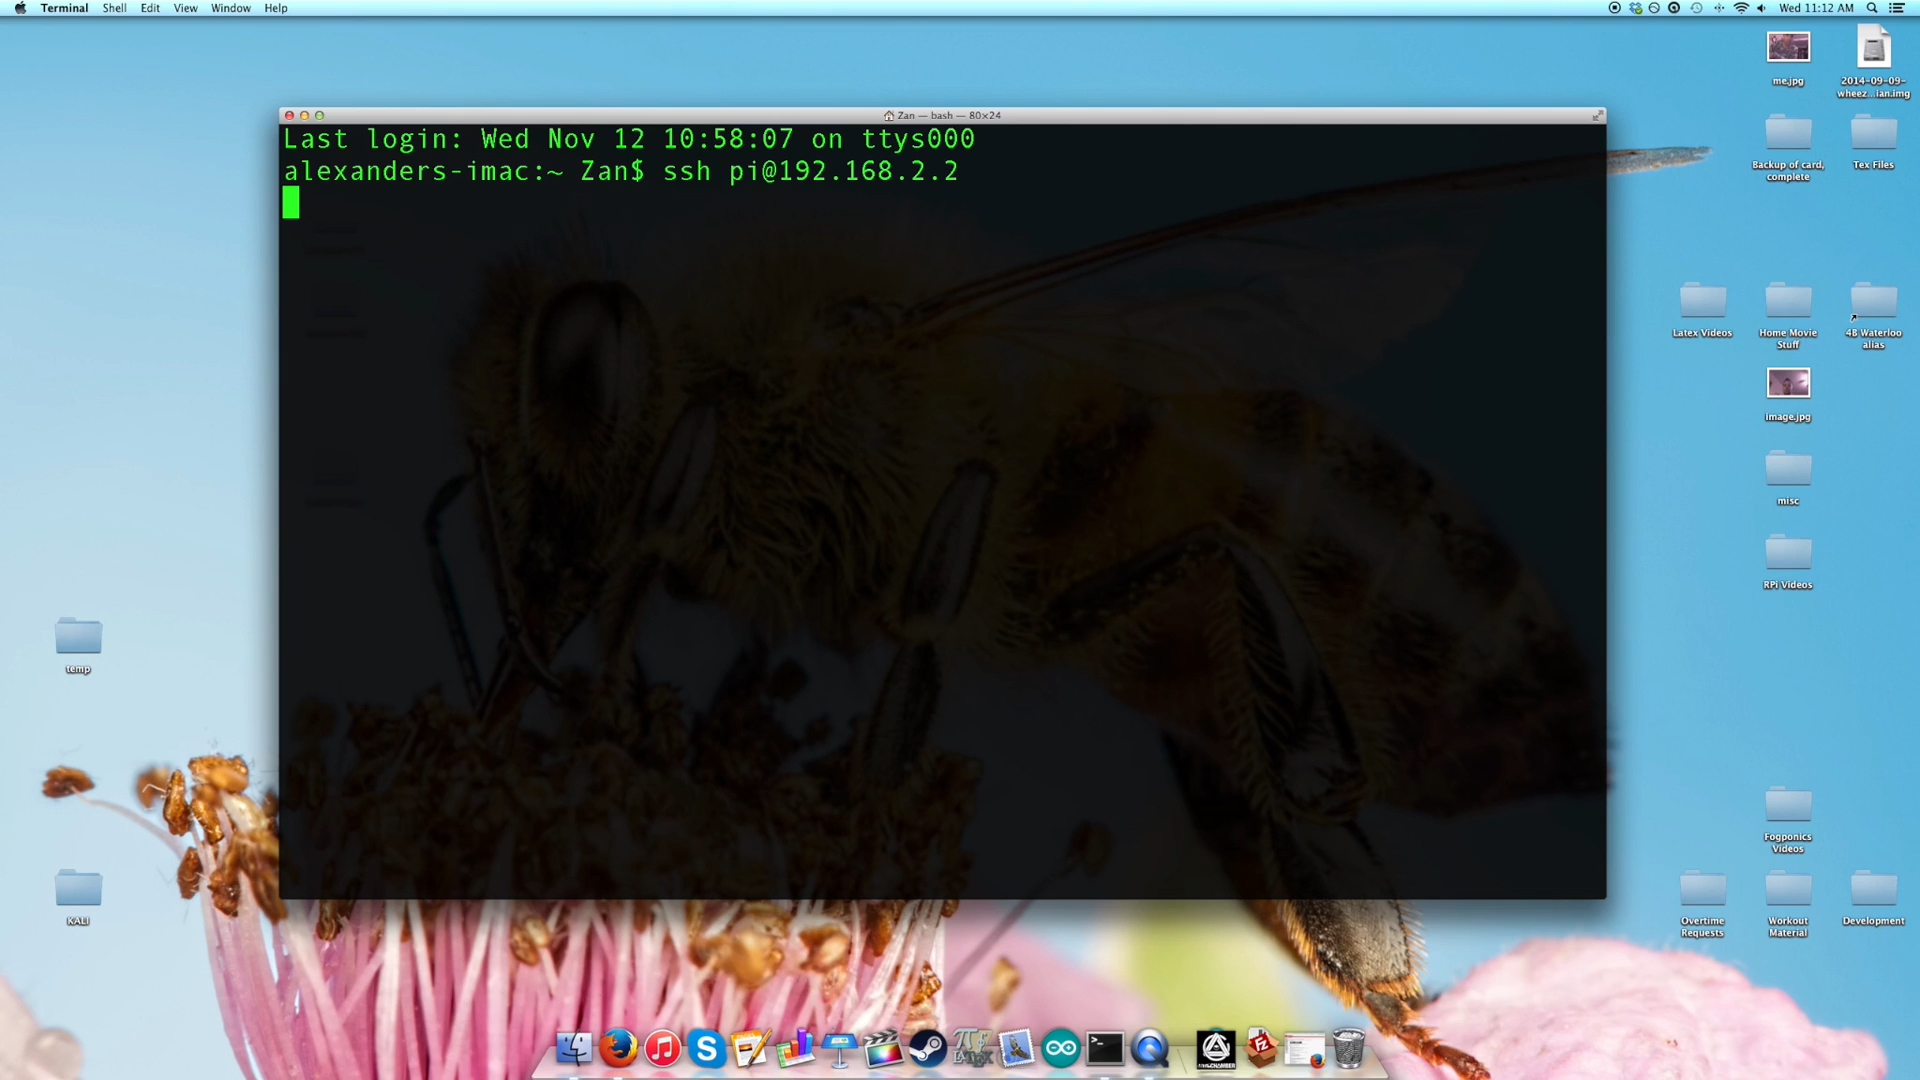 Terminal Shell Edit View Window Help
Wed 11:12 AM
me.jpg
2014-09-09-
wheez...ian.img
Zan — bash — 80×24
Last login: Wed Nov 12 10:58:07 on ttys000
alexanders-imac:~ Zan$ ssh pi@192.168.2.2
Backup of card,
complete
Tex Files
Latex Videos
Home Movie
Stuff
4B Waterloo
alias
image.jpg
misc
RPi Videos
temp
Fogponics
Videos
KALI
Overtime
Requests
Workout
Material
Development